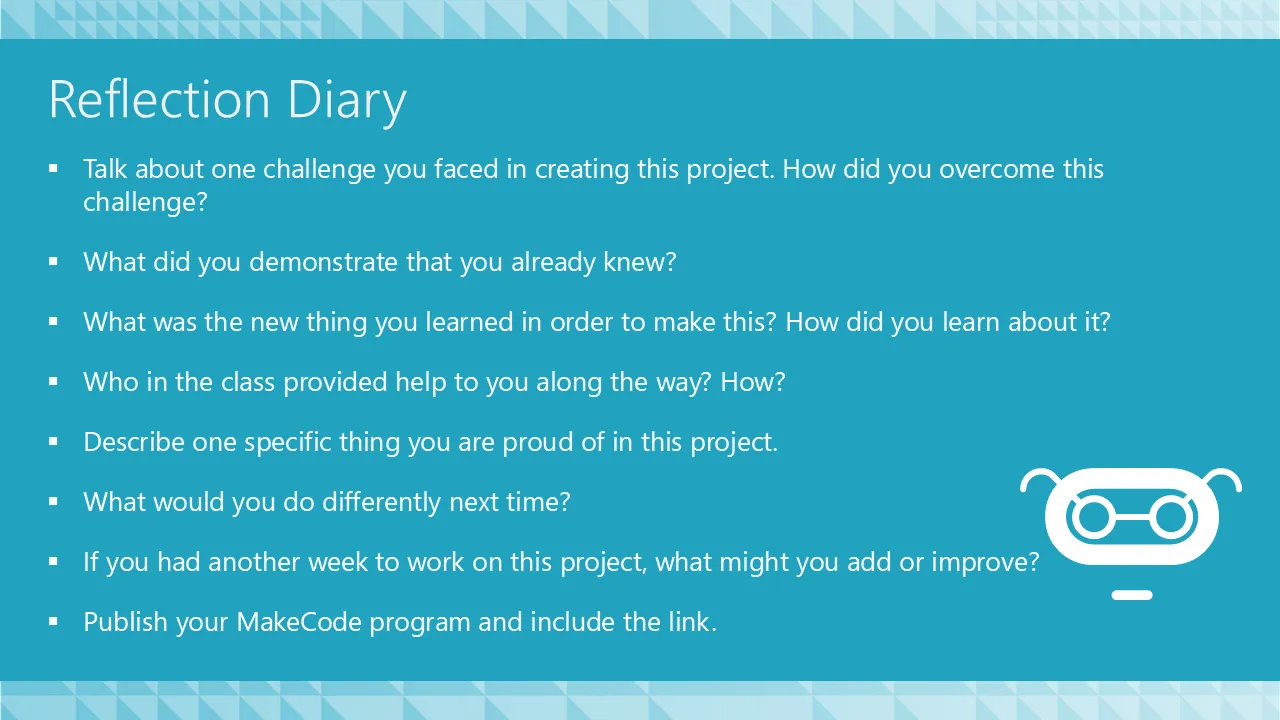 Reflection Diary
▪ Talk about one challenge you faced in creating this project. How did you overcome this
challenge?
▪ What did you demonstrate that you already knew?
▪ What was the new thing you learned in order to make this? How did you learn about it?
▪ Who in the class provided help to you along the way? How?
▪ Describe one specific thing you are proud of in this project.
▪ What would you do differently next time?
▪ If you had another week to work on this project, what might you add or improve?
▪ Publish your MakeCode program and include the link.